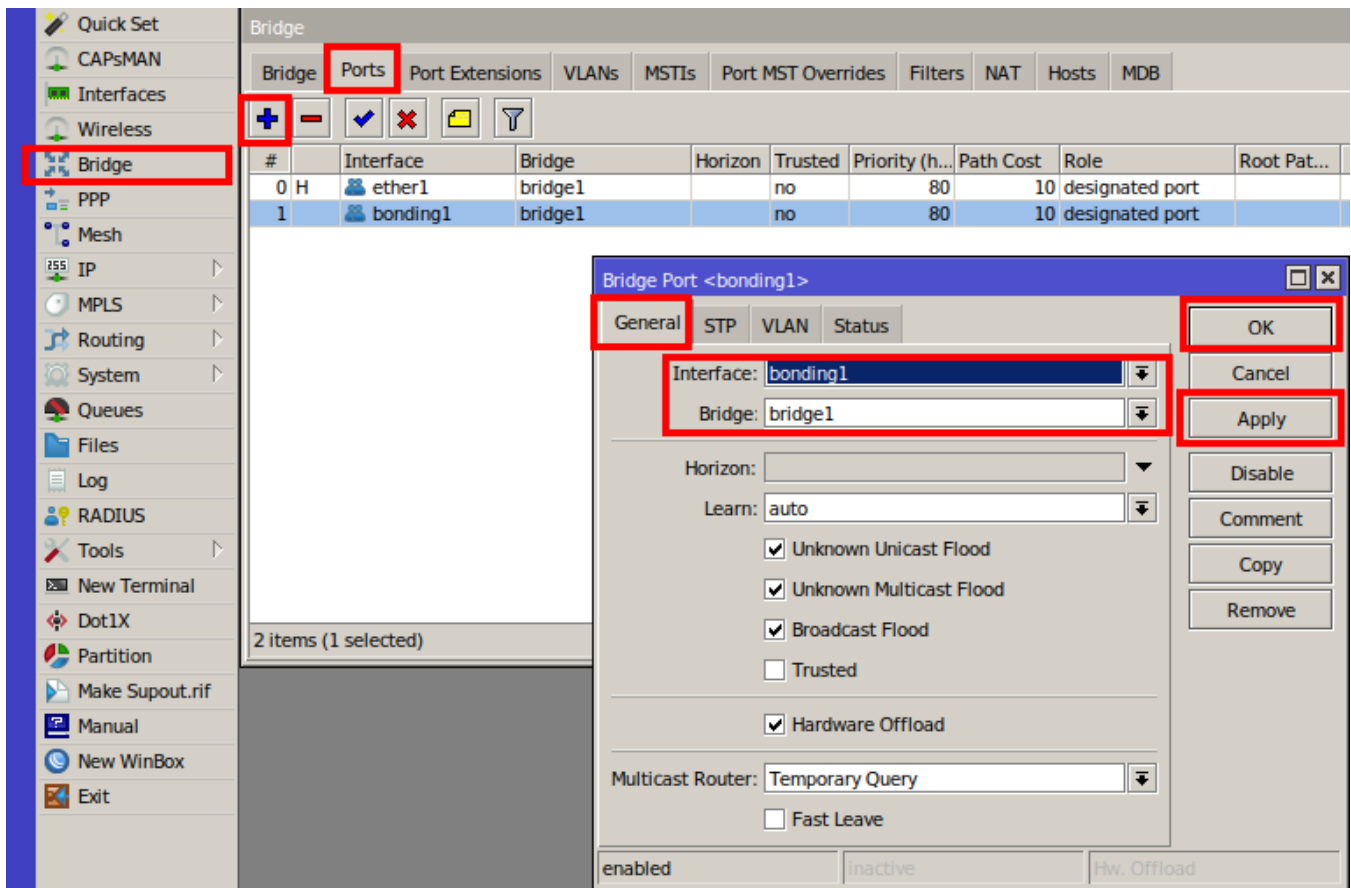 Quick Set
CAPsMAN
Interfaces
Wireless
Bridge
PPP
Mesh
255 IP
MPLS
Routing
System
Queues
Files
Log
RADIUS
Tools
New Terminal
Dot1X
Partition
Make Supout.rif
Manual
New WinBox
Exit
Bridge
Bridge Ports Port Extensions VLANs MSTIs Port MST Overrides Filters NAT Hosts MDB
# Interface Bridge Horizon Trusted Priority (h... Path Cost Role Root Pat...
0 H ether1 bridge1 no 80 10 designated port
1 bonding1 bridge1 no 80 10 designated port
2 items (1 selected)
Bridge Port <bonding1>
General STP VLAN Status
Interface: bonding1
Bridge: bridge1
Horizon:
Learn: auto
Unknown Unicast Flood
Unknown Multicast Flood
Broadcast Flood
Trusted
Hardware Offload
Multicast Router: Temporary Query
Fast Leave
OK
Cancel
Apply
Disable
Comment
Copy
Remove
enabled inactive Hw. Offload